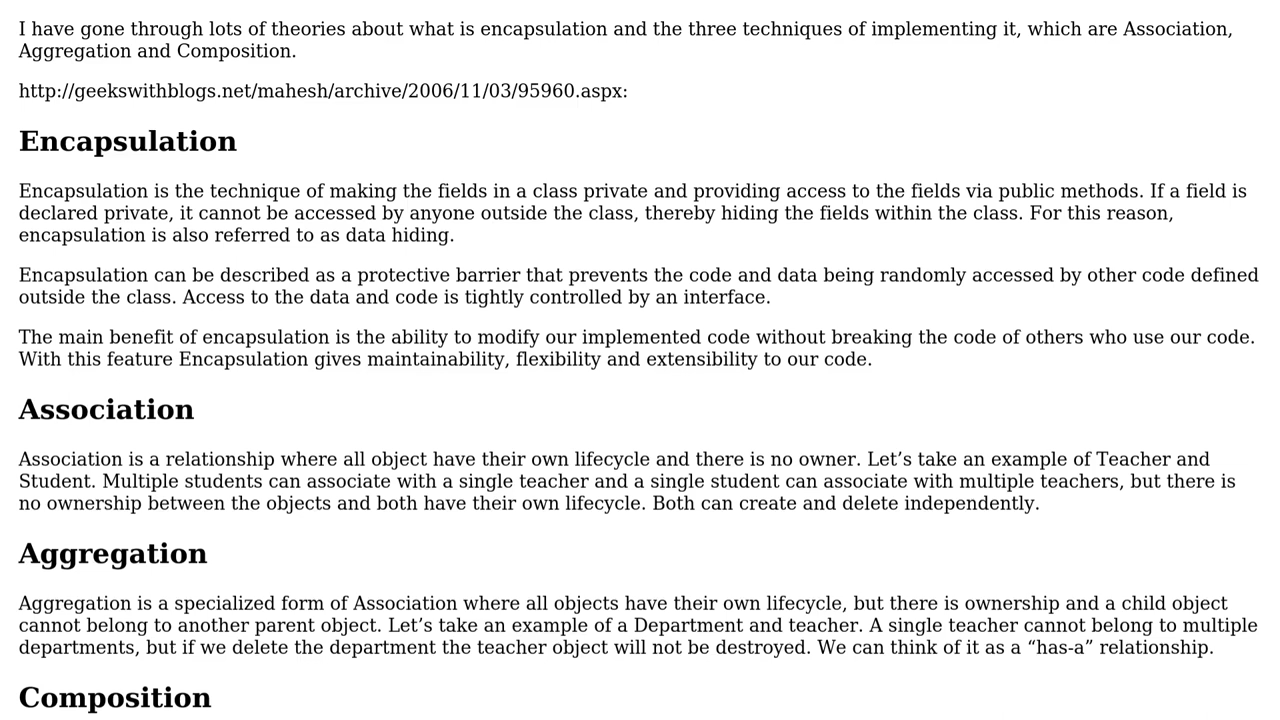 I have gone through lots of theories about what is encapsulation and the three techniques of implementing it, which are Association,
Aggregation and Composition.
http://geekswithblogs.net/mahesh/archive/2006/11/03/95960.aspx:
Encapsulation
Encapsulation is the technique of making the fields in a class private and providing access to the fields via public methods. If a field is
declared private, it cannot be accessed by anyone outside the class, thereby hiding the fields within the class. For this reason,
encapsulation is also referred to as data hiding.
Encapsulation can be described as a protective barrier that prevents the code and data being randomly accessed by other code defined
outside the class. Access to the data and code is tightly controlled by an interface.
The main benefit of encapsulation is the ability to modify our implemented code without breaking the code of others who use our code.
With this feature Encapsulation gives maintainability, flexibility and extensibility to our code.
Association
Association is a relationship where all object have their own lifecycle and there is no owner. Let’s take an example of Teacher and
Student. Multiple students can associate with a single teacher and a single student can associate with multiple teachers, but there is
no ownership between the objects and both have their own lifecycle. Both can create and delete independently.
Aggregation
Aggregation is a specialized form of Association where all objects have their own lifecycle, but there is ownership and a child object
cannot belong to another parent object. Let’s take an example of a Department and teacher. A single teacher cannot belong to multiple
departments, but if we delete the department the teacher object will not be destroyed. We can think of it as a “has-a” relationship.
Composition